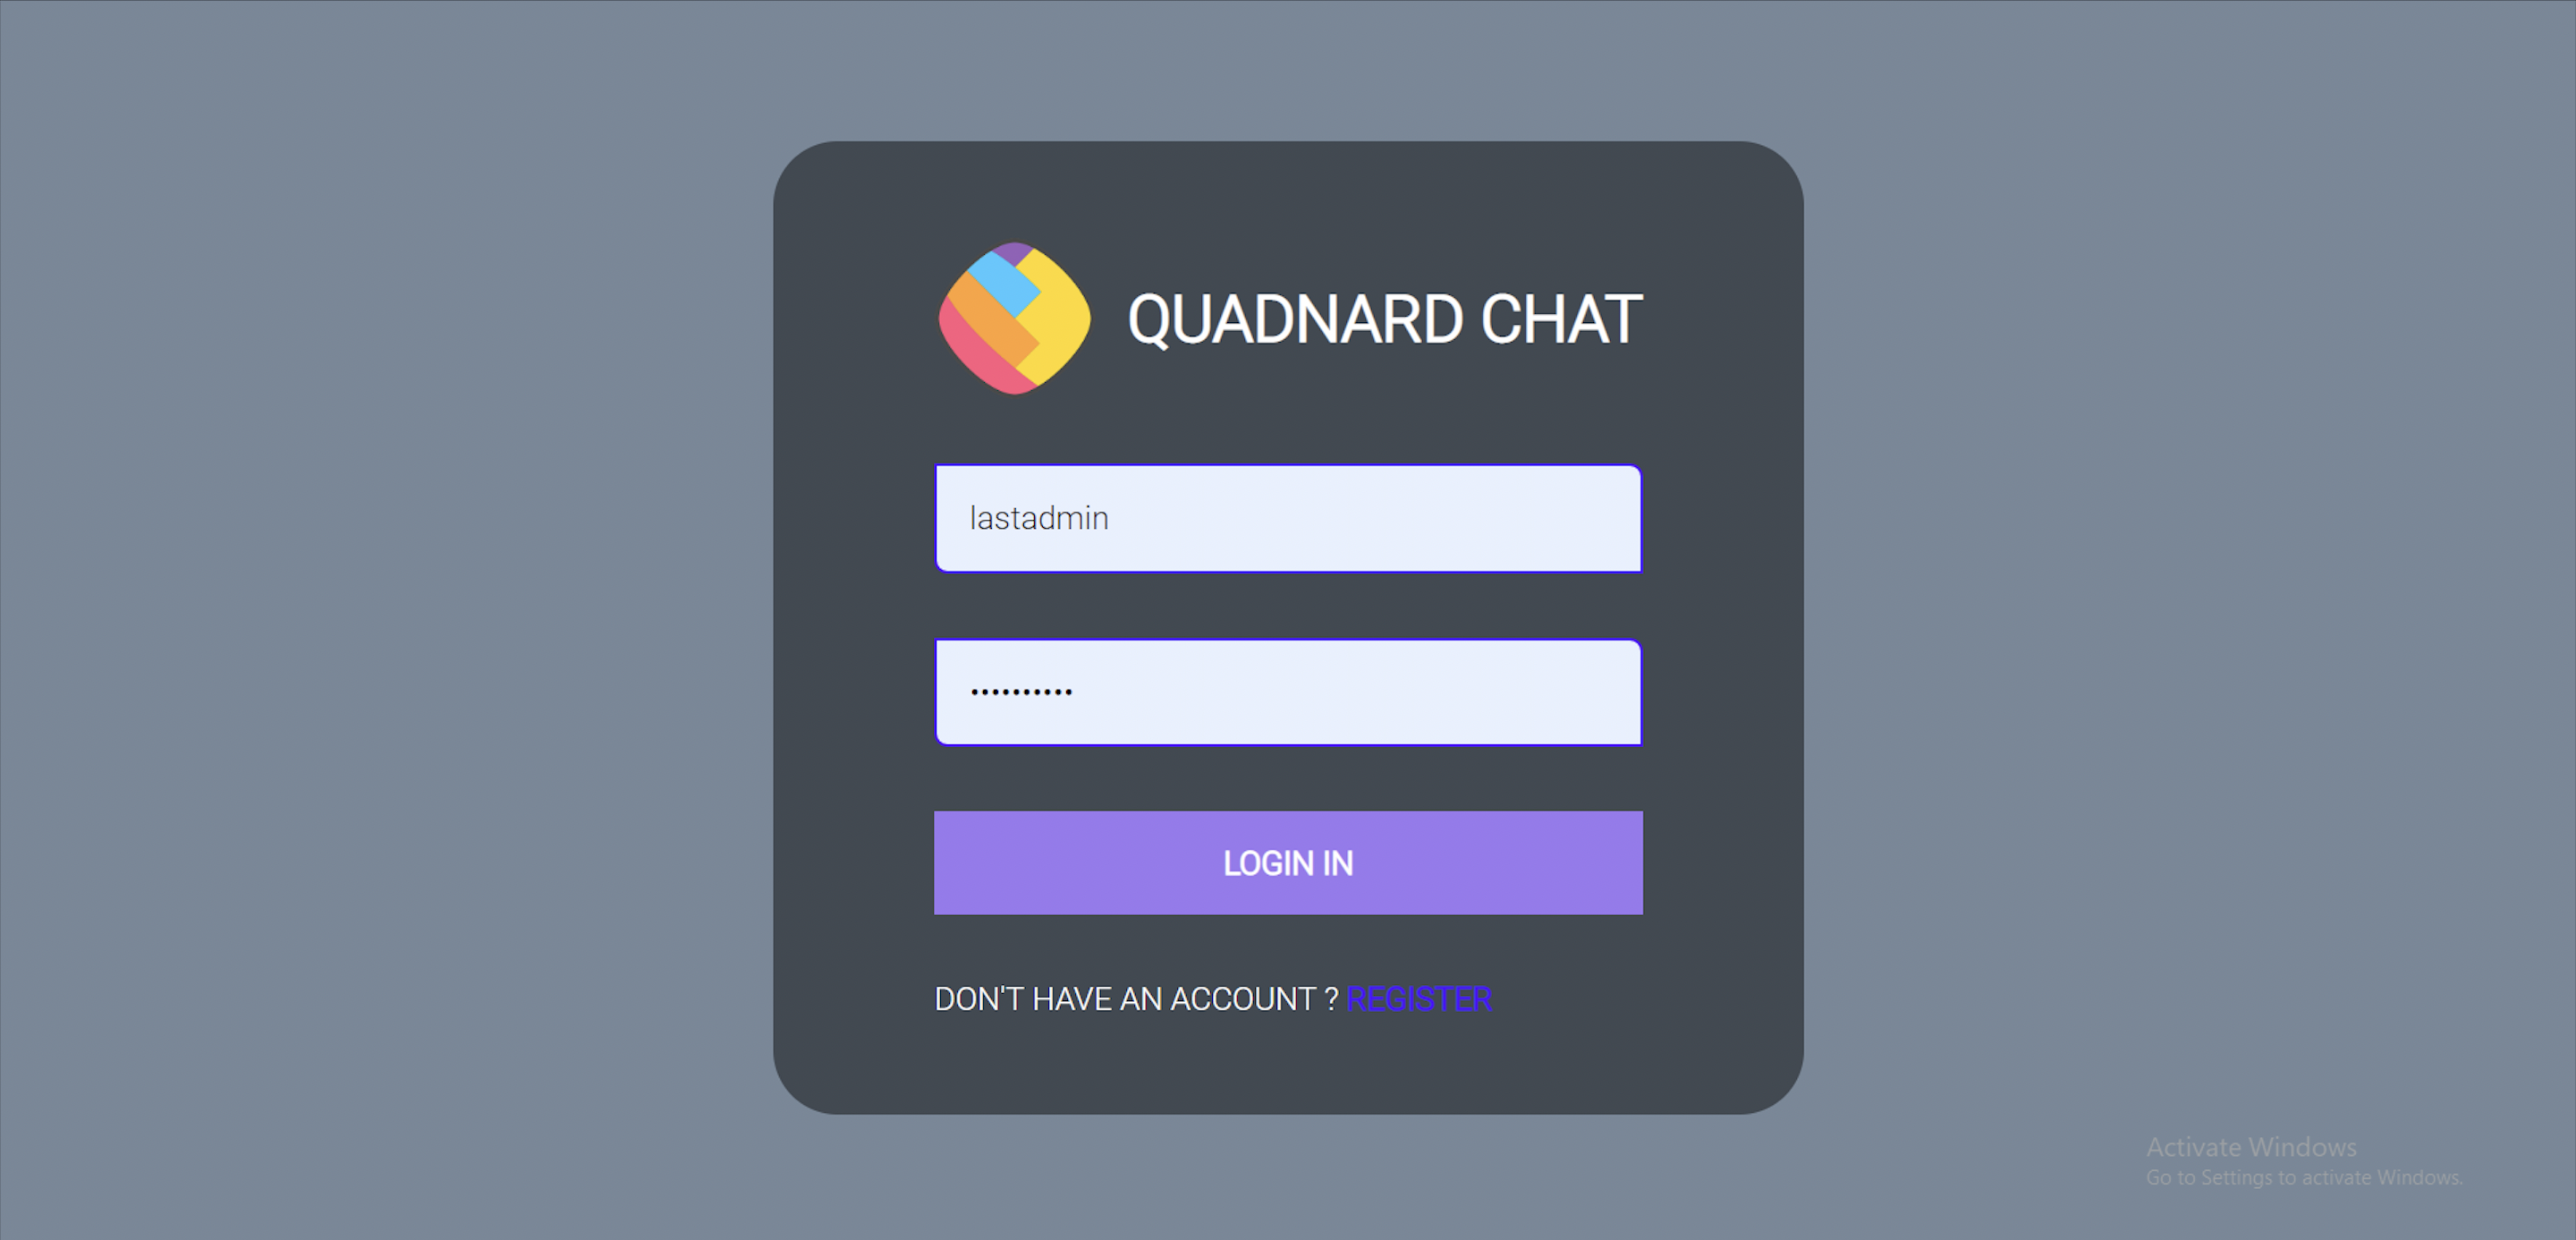 QUADNARD CHAT
lastadmin
••••••••••
LOGIN IN
DON'T HAVE AN ACCOUNT ? REGISTER
Activate Windows
Go to Settings to activate Windows.